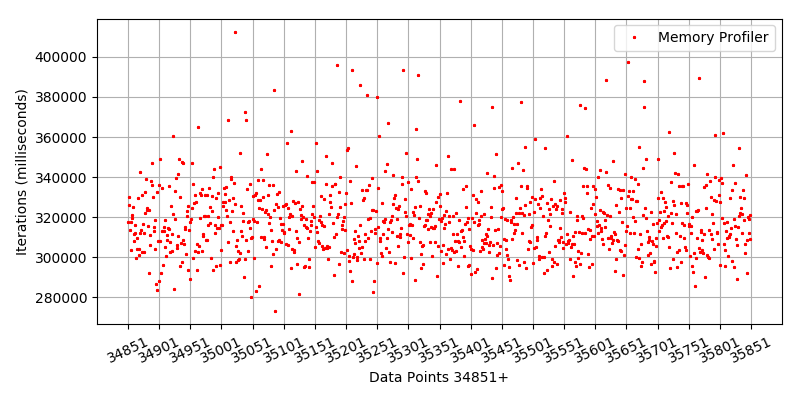 Memory Profiler
400000
380000
360000
340000
320000
300000
280000
Iterations (milliseconds)
34851 34901 34951 35001 35051 35101 35151 35201 35251 35301 35351 35401 35451 35501 35551 35601 35651 35701 35751 35801 35851
Data Points 34851+